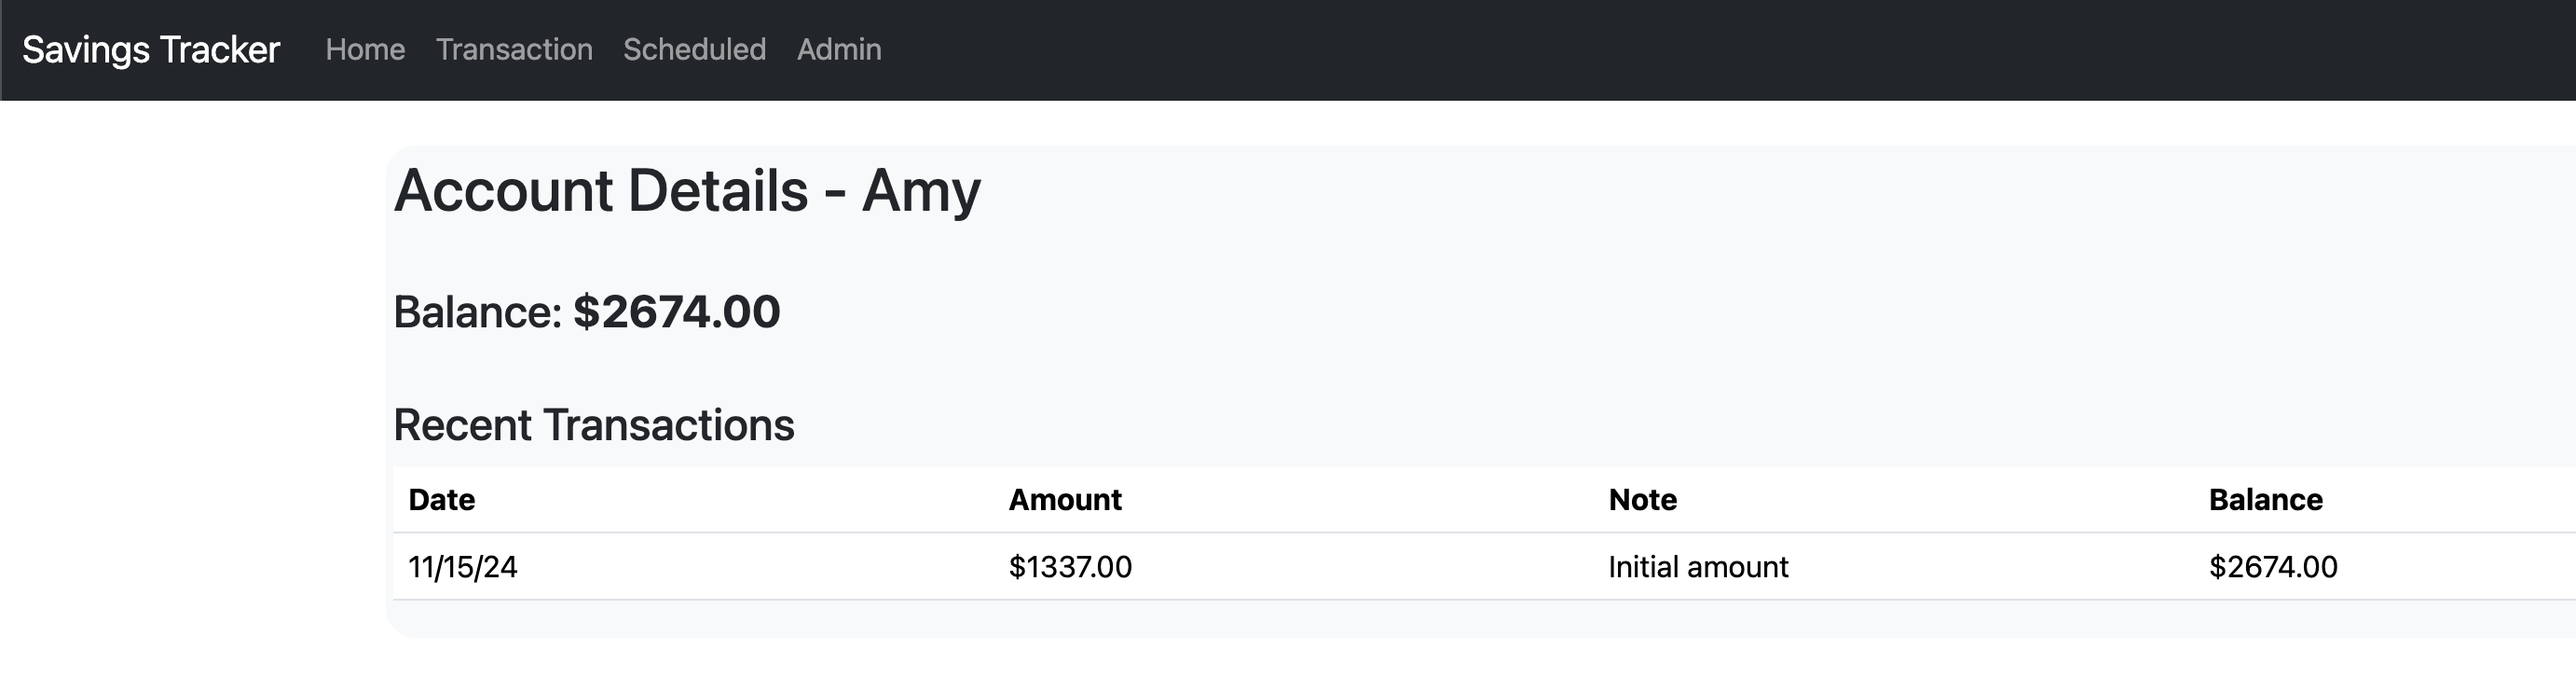 Savings Tracker Home Transaction Scheduled Admin
Account Details - Amy
Balance: $2674.00
Recent Transactions
Date Amount Note Balance
11/15/24 $1337.00 Initial amount $2674.00